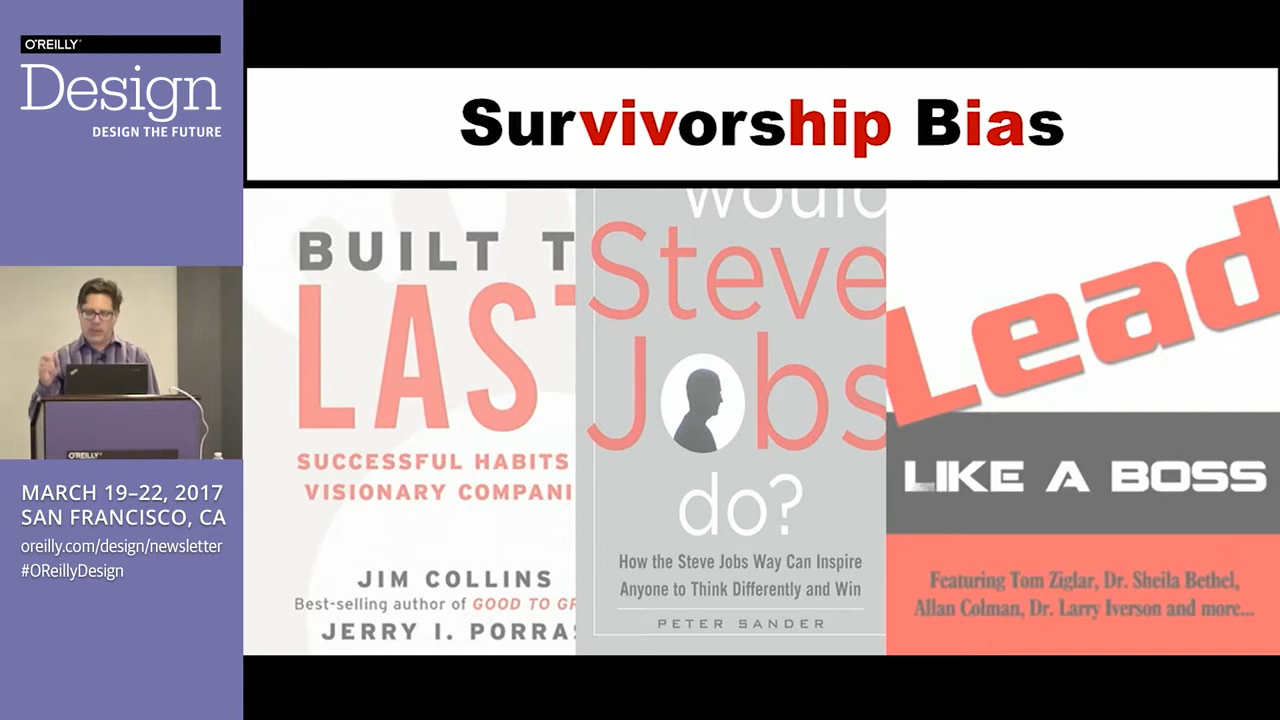 O'REILLY®
Design
DESIGN THE FUTURE
Survivorship Bias
BUILT T
LAST
SUCCESSFUL HABITS
VISIONARY COMPANI
JIM COLLINS
Best-selling author of GOOD TO GR
JERRY I. PORRAS
would
Steve
Jobs
do?
How the Steve Jobs Way Can Inspire
Anyone to Think Differently and Win
PETER SANDER
Lead
LIKE A BOSS
Featuring Tom Ziglar, Dr. Sheila Bethel,
Allan Colman, Dr. Larry Iverson and more...
O'REILLY
MARCH 19–22, 2017
SAN FRANCISCO, CA
oreilly.com/design/newsletter
#OReillyDesign